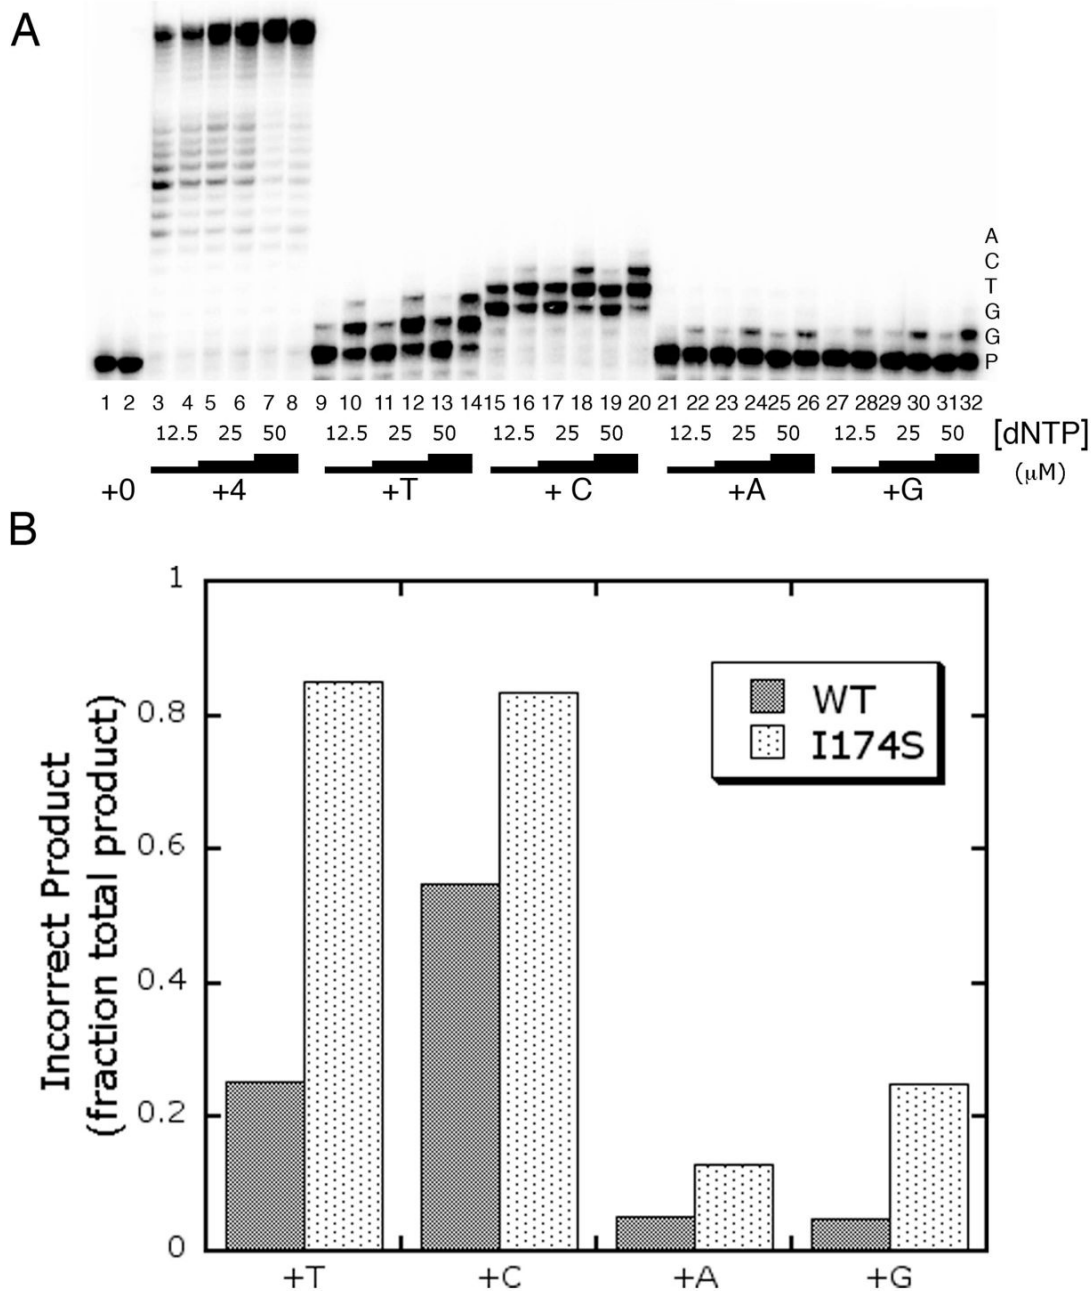 A
A
C
T
G
G
P
1 2 3 4 5 6 7 8 9 10 11 12 13 14 15 16 17 18 19 20 21 22 23 24 25 26 27 28 29 30 31 32
12.5 25 50 12.5 25 50 12.5 25 50 12.5 25 50 12.5 25 50 [dNTP]
(μM)
+0 +4 +T + C +A +G
B
Incorrect Product
(fraction total product)
1
0.8
0.6
0.4
0.2
0
WT
I174S
+T +C +A +G